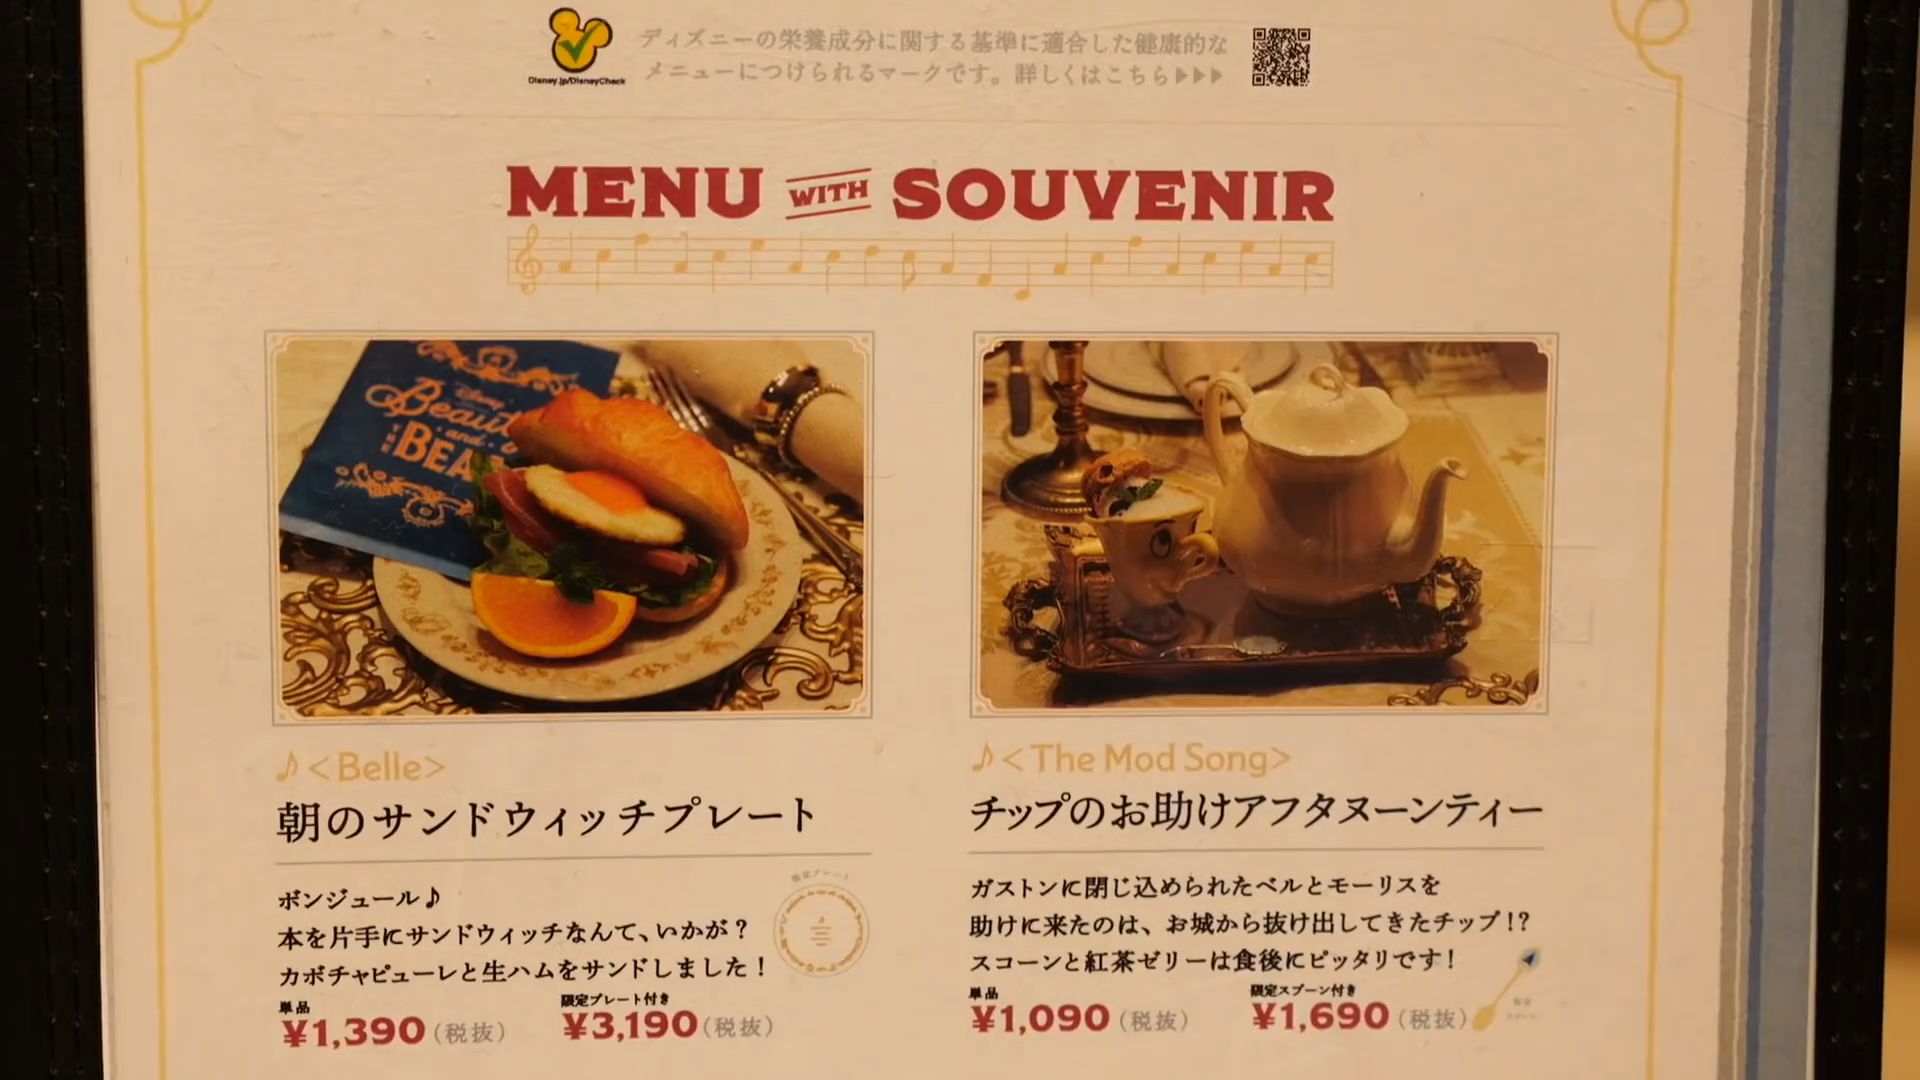 Disney.jp/DisneyCheck
ディズニーの栄養成分に関する基準に適合した健康的な
メニューにつけられるマークです。詳しくはこちら▶▶▶
MENU WITH SOUVENIR
Disney
Beauty
and
THE BEA
♪<Belle>
朝のサンドウィッチプレート
ボンジュール♪
本を片手にサンドウィッチなんて、いかが？
カボチャピューレと生ハムをサンドしました！
限定プレート
単品
¥1,390(税抜)
限定プレート付き
¥3,190(税抜)
♪<The Mod Song>
チップのお助けアフタヌーンティー
ガストンに閉じ込められたベルとモーリスを
助けに来たのは、お城から抜け出してきたチップ!?
スコーンと紅茶ゼリーは食後にピッタリです!
単品
¥1,090(税抜)
限定スプーン付き
¥1,690(税抜)